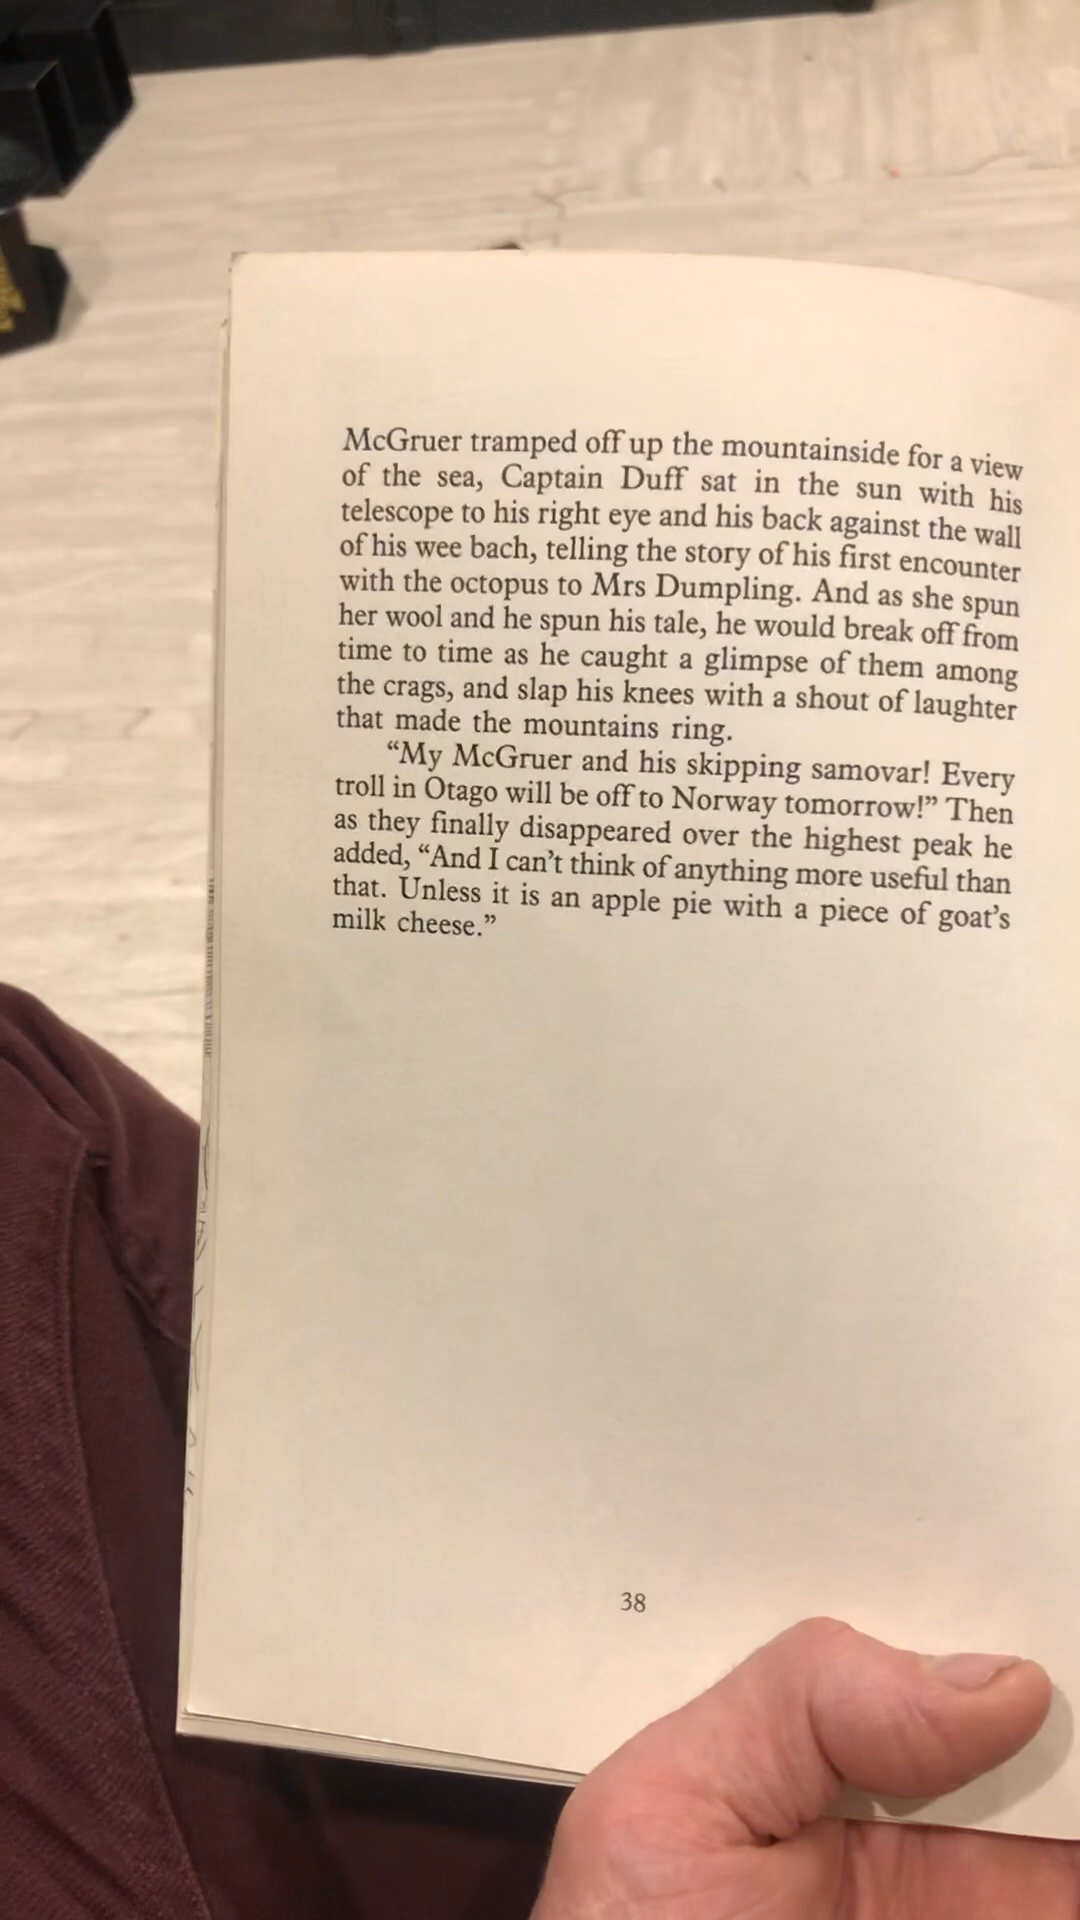 McGruer tramped off up the mountainside for a view
of the sea, Captain Duff sat in the sun with his
telescope to his right eye and his back against the wall
of his wee bach, telling the story of his first encounter
with the octopus to Mrs Dumpling. And as she spun
her wool and he spun his tale, he would break off from
time to time as he caught a glimpse of them among
the crags, and slap his knees with a shout of laughter
that made the mountains ring.
“My McGruer and his skipping samovar! Every
troll in Otago will be off to Norway tomorrow!” Then
as they finally disappeared over the highest peak he
added, “And I can’t think of anything more useful than
that. Unless it is an apple pie with a piece of goat’s
milk cheese.”
38